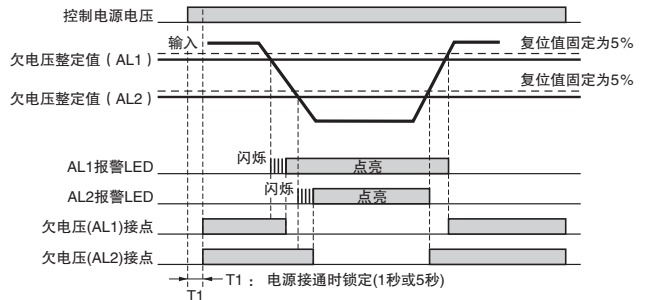 控制电源电压
输入
复位值固定为5%
欠电压整定值（AL1）
复位值固定为5%
欠电压整定值（AL2）
闪烁
AL1报警LED
点亮
闪烁
AL2报警LED
点亮
欠电压(AL1)接点
欠电压(AL2)接点
T1： 电源接通时锁定(1秒或5秒)
T1